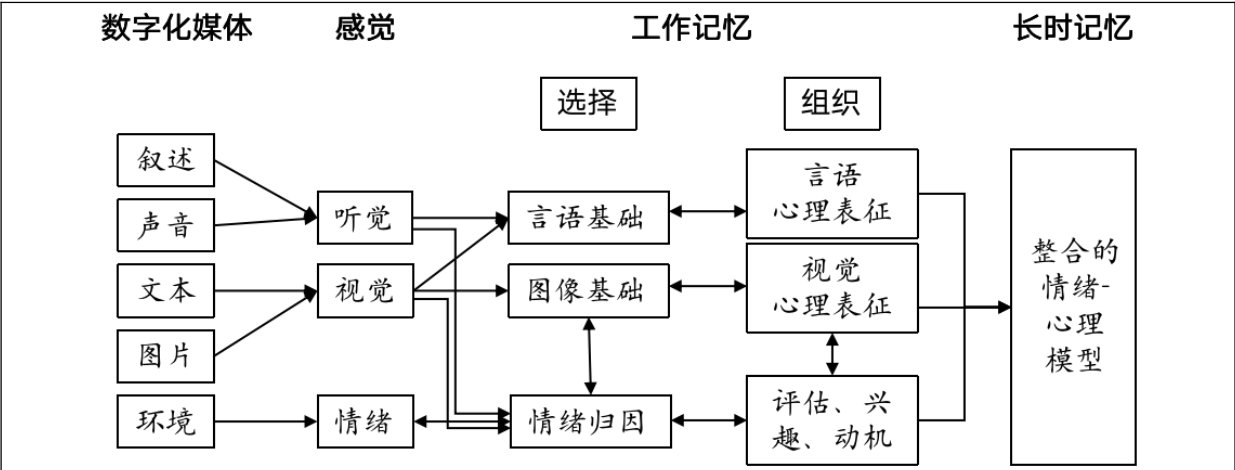 数字化媒体
感觉
工作记忆
长时记忆
选择
组织
叙述
声音
文本
图片
环境
听觉
视觉
情绪
言语基础
图像基础
情绪归因
言语
心理表征
视觉
心理表征
评估、兴
趣、动机
整合的
情绪-
心理
模型